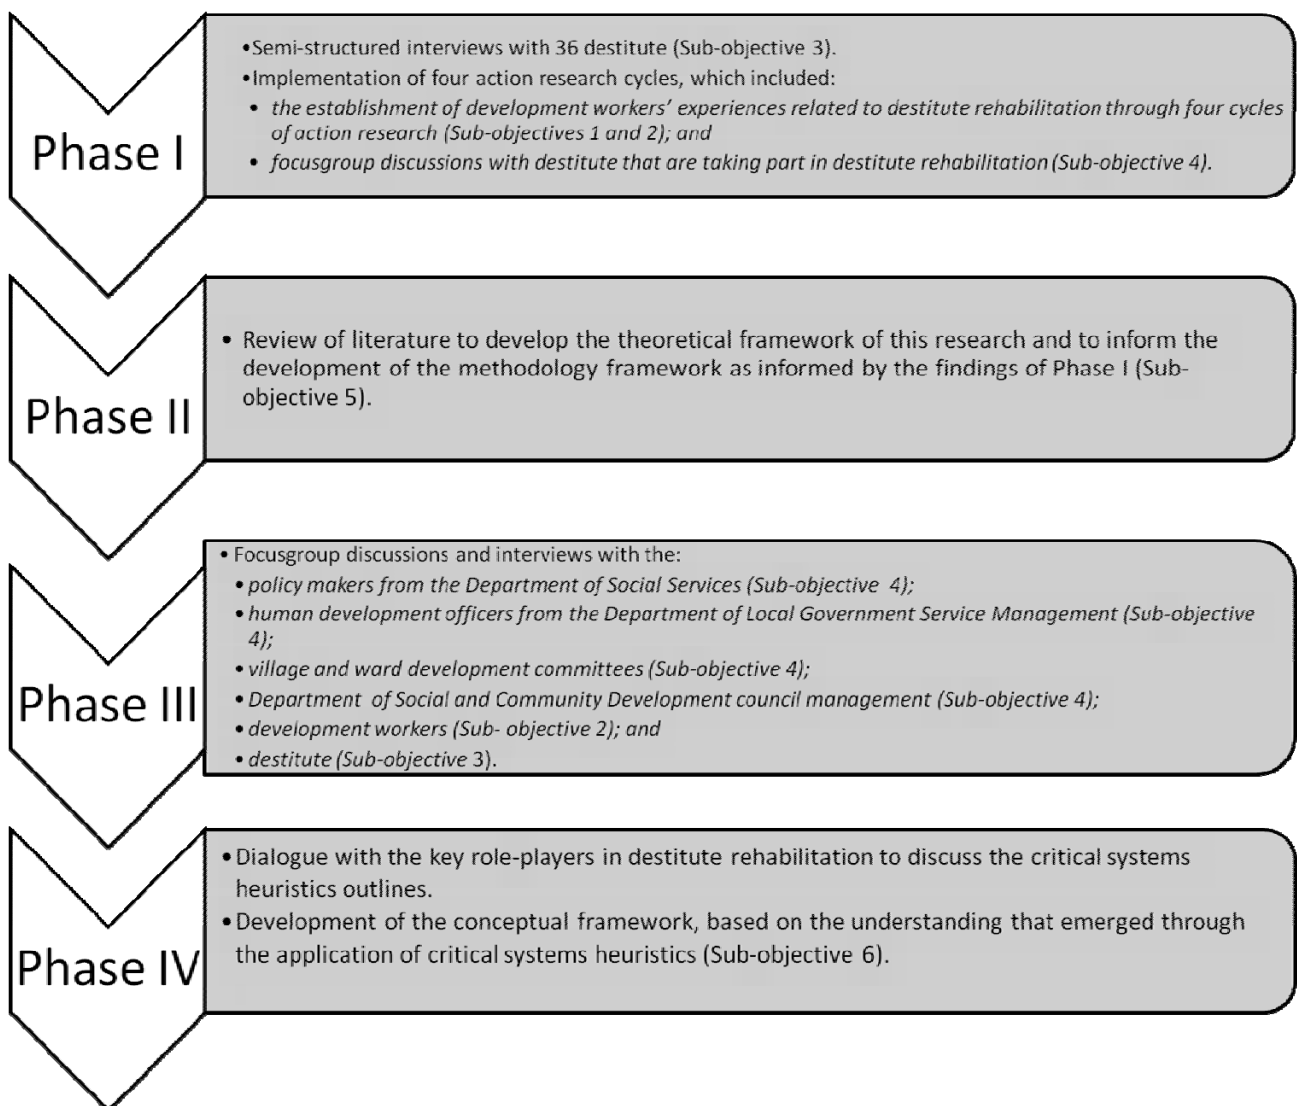 Phase I
•Semi-structured interviews with 36 destitute (Sub-objective 3).
•Implementation of four action research cycles, which included:
• the establishment of development workers' experiences related to destitute rehabilitation through four cycles
of action research (Sub-objectives 1 and 2); and
• focusgroup discussions with destitute that are taking part in destitute rehabilitation (Sub-objective 4).
Phase II
• Review of literature to develop the theoretical framework of this research and to inform the
development of the methodology framework as informed by the findings of Phase I (Sub-
objective 5).
Phase III
• Focusgroup discussions and interviews with the:
• policy makers from the Department of Social Services (Sub-objective 4);
• human development officers from the Department of Local Government Service Management (Sub-objective
4);
• village and ward development committees (Sub-objective 4);
• Department of Social and Community Development council management (Sub-objective 4);
• development workers (Sub- objective 2); and
• destitute (Sub-objective 3).
Phase IV
•Dialogue with the key role-players in destitute rehabilitation to discuss the critical systems
heuristics outlines.
•Development of the conceptual framework, based on the understanding that emerged through
the application of critical systems heuristics (Sub-objective 6).